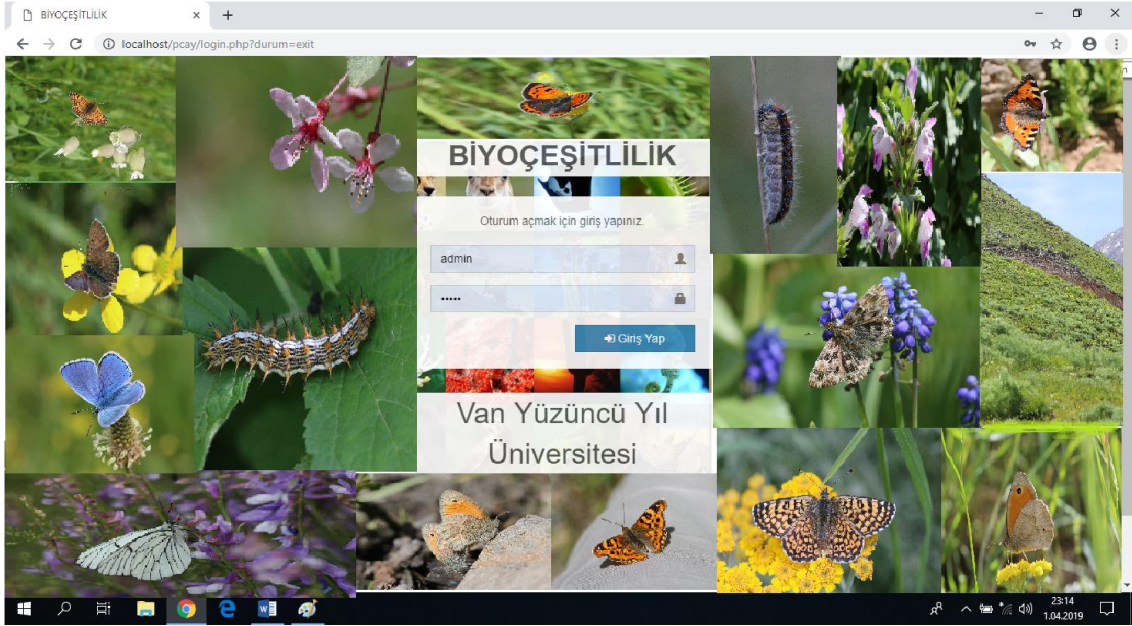 BİYOÇEŞİTLİLİK
localhost/pcay/login.php?durum=exit
BİYOÇEŞİTLİLİK
Oturum açmak için giriş yapınız.
admin
•••••
Giriş Yap
Van Yüzüncü Yıl
Üniversitesi
23:14
1.04.2019